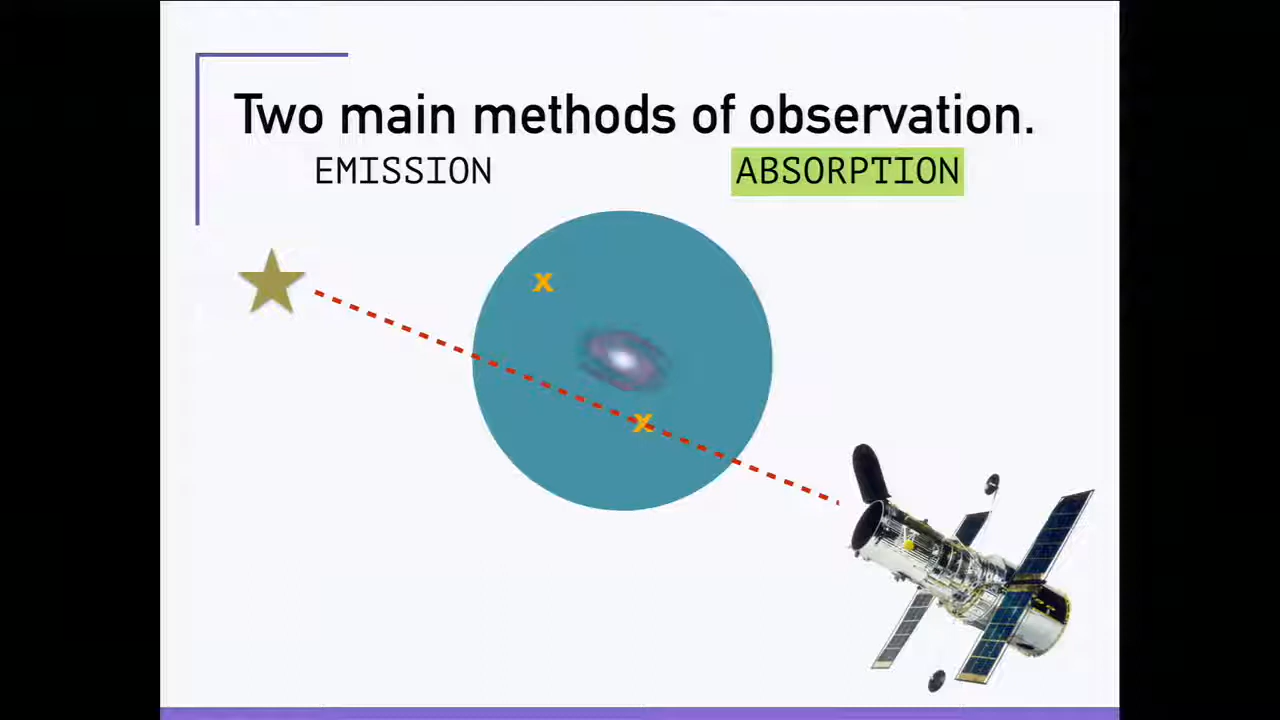 Two main methods of observation.
EMISSION ABSORPTION
x
x